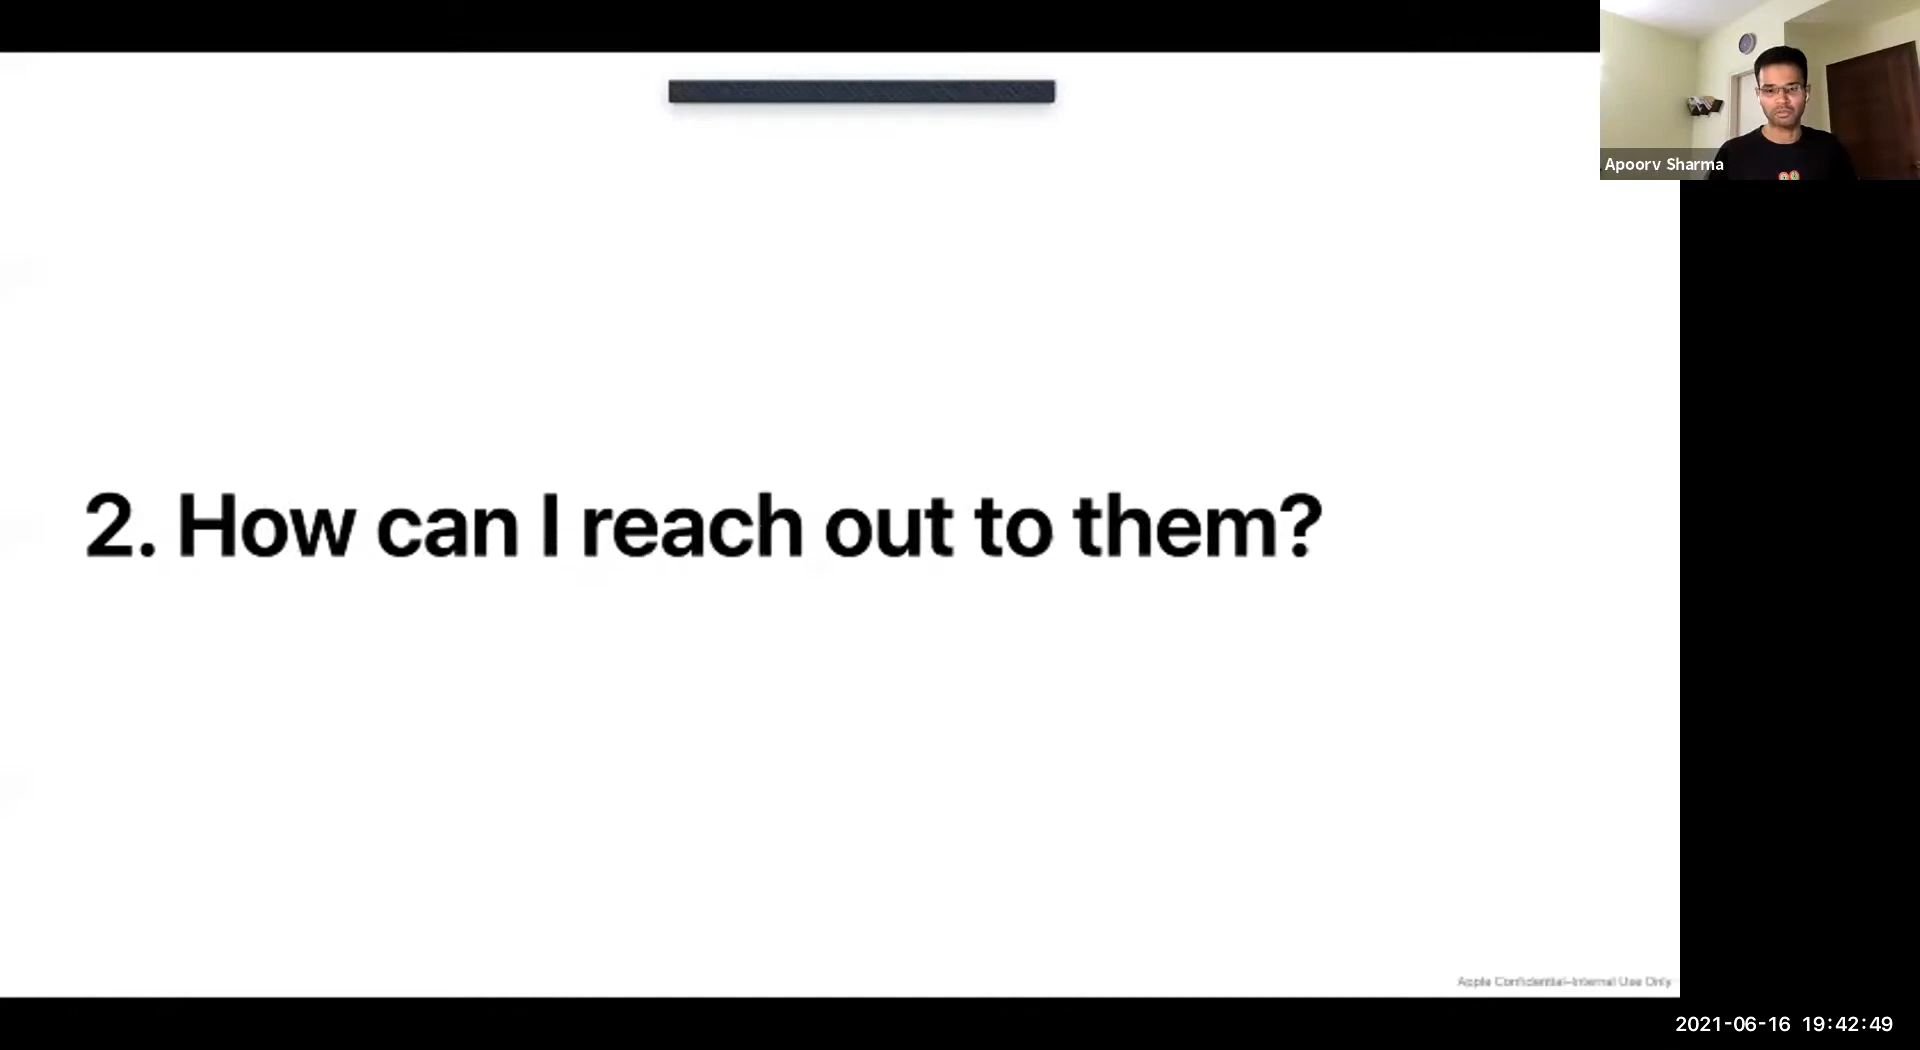 Apoorv Sharma
2. How can I reach out to them?
Apple Confidential–Internal Use Only
2021-06-16 19:42:49